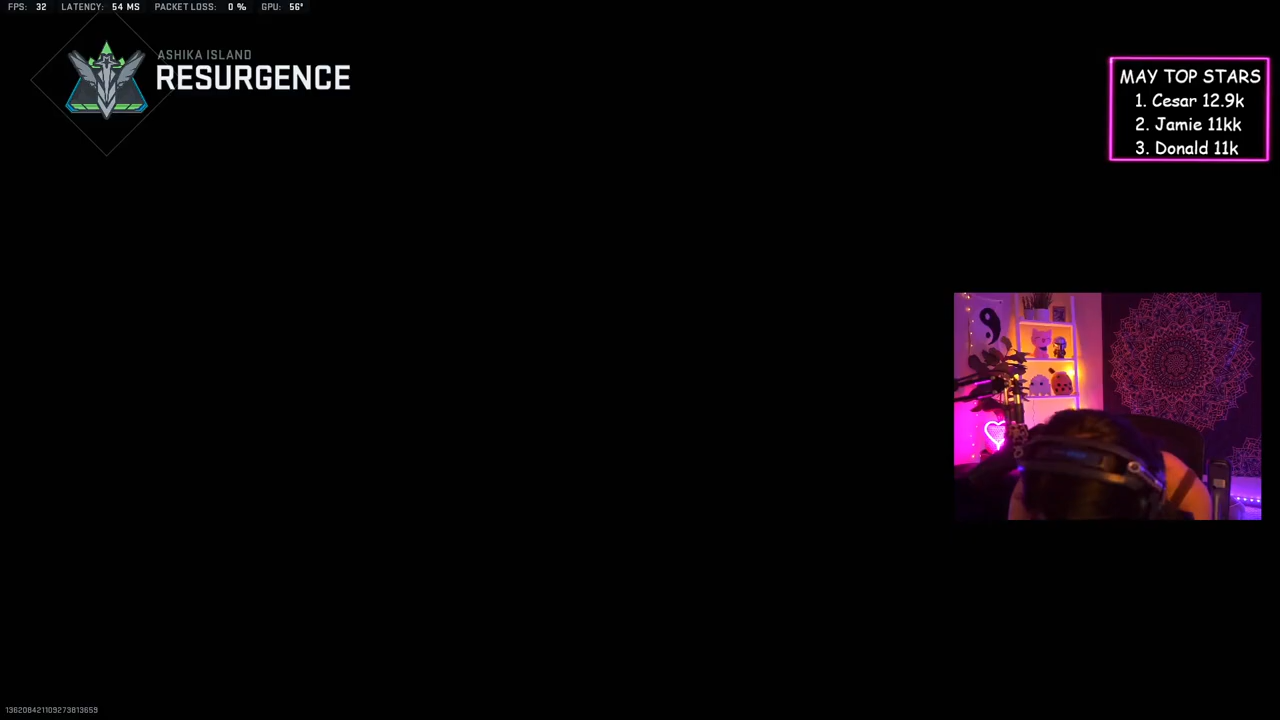 FPS: 32 LATENCY: 54 MS PACKET LOSS: 0 % GPU: 56°
ASHIKA ISLAND
RESURGENCE
MAY TOP STARS
1. Cesar 12.9k
2. Jamie 11kk
3. Donald 11k
136208421109273813659